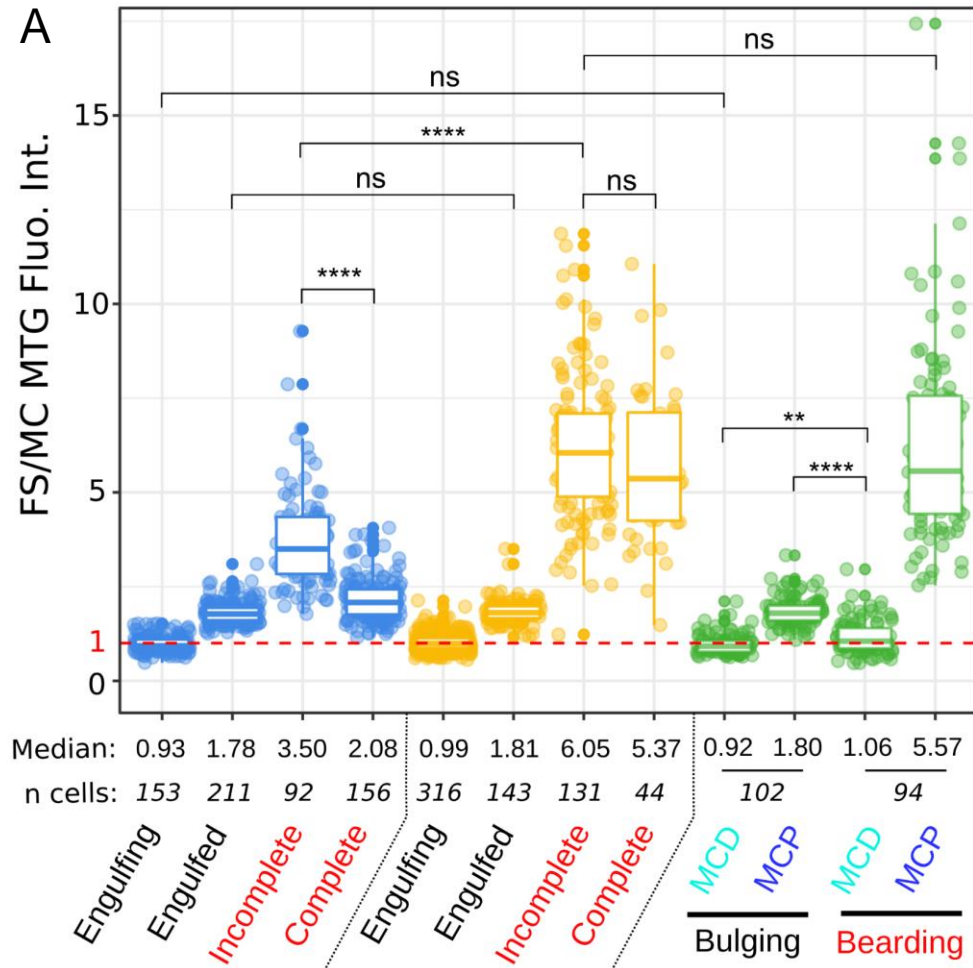 A
FS/MC MTG Fluo. Int.
ns
ns
****
ns
ns
****
**
****
15
10
5
1
0
Median: 0.93 1.78 3.50 2.08 0.99 1.81 6.05 5.37 0.92 1.80 1.06 5.57
n cells: 153 211 92 156 316 143 131 44 102 94
Engulfing Engulfed Incomplete Complete Engulfing Engulfed Incomplete Complete MCD MCP MCD MCP
Bulging Bearding